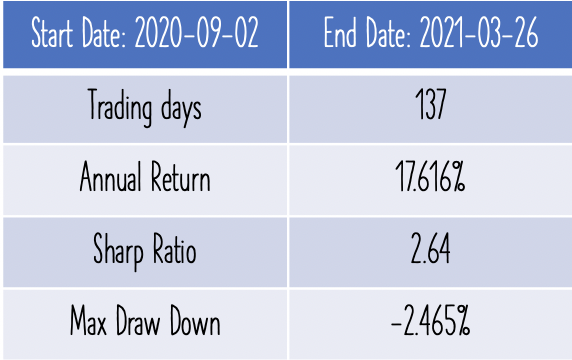 Start Date: 2020-09-02 End Date: 2021-03-26
Trading days 137
Annual Return 17.616%
Sharp Ratio 2.64
Max Draw Down -2.465%